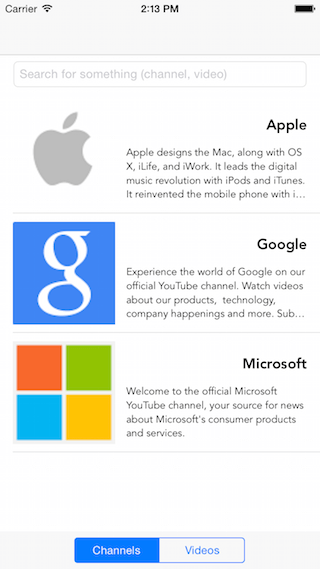 Carrier 2:13 PM
Search for something (channel, video)
Apple
Apple designs the Mac, along with OS
X, iLife, and iWork. It leads the digital
music revolution with iPods and iTunes.
It reinvented the mobile phone with i...
Google
Experience the world of Google on our
official YouTube channel. Watch videos
about our products, technology,
company happenings and more. Sub...
Microsoft
Welcome to the official Microsoft
YouTube channel, your source for news
about Microsoft's consumer products
and services.
Channels Videos